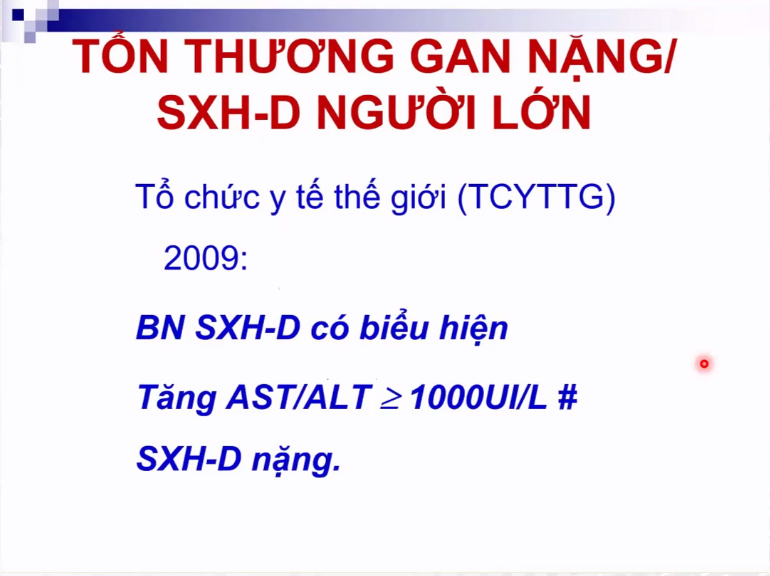 TỔN THƯƠNG GAN NẶNG/
SXH-D NGƯỜI LỚN
Tổ chức y tế thế giới (TCYTTG)
2009:
BN SXH-D có biểu hiện
Tăng AST/ALT ≥ 1000UI/L #
SXH-D nặng.